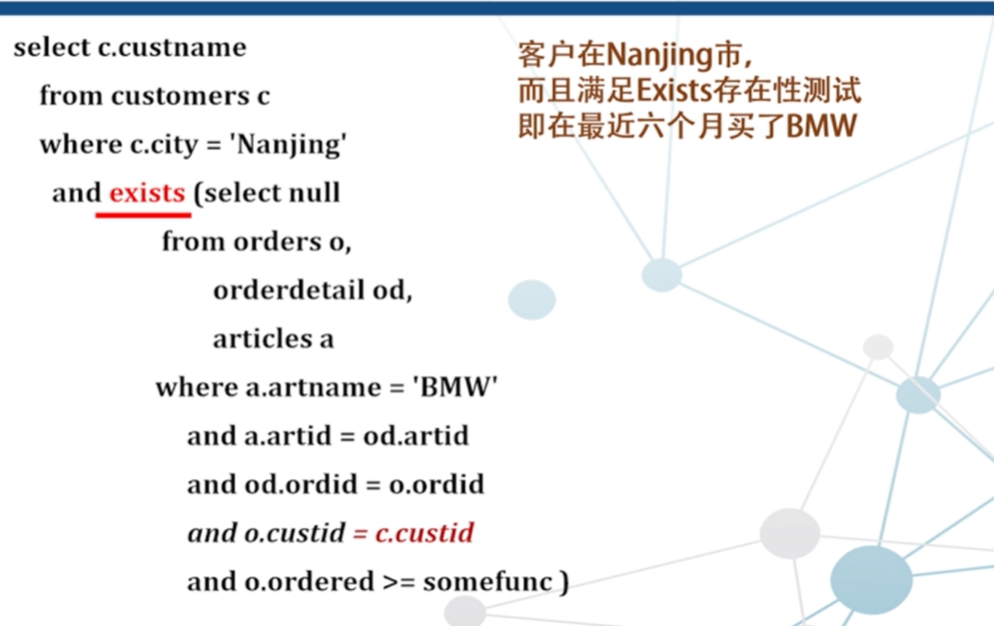 select c.custname
from customers c
where c.city = 'Nanjing'
and exists (select null
from orders o,
orderdetail od,
articles a
where a.artname = 'BMW'
and a.artid = od.artid
and od.ordid = o.ordid
and o.custid = c.custid
and o.ordered >= somefunc )
客户在Nanjing市,
而且满足Exists存在性测试
即在最近六个月买了BMW